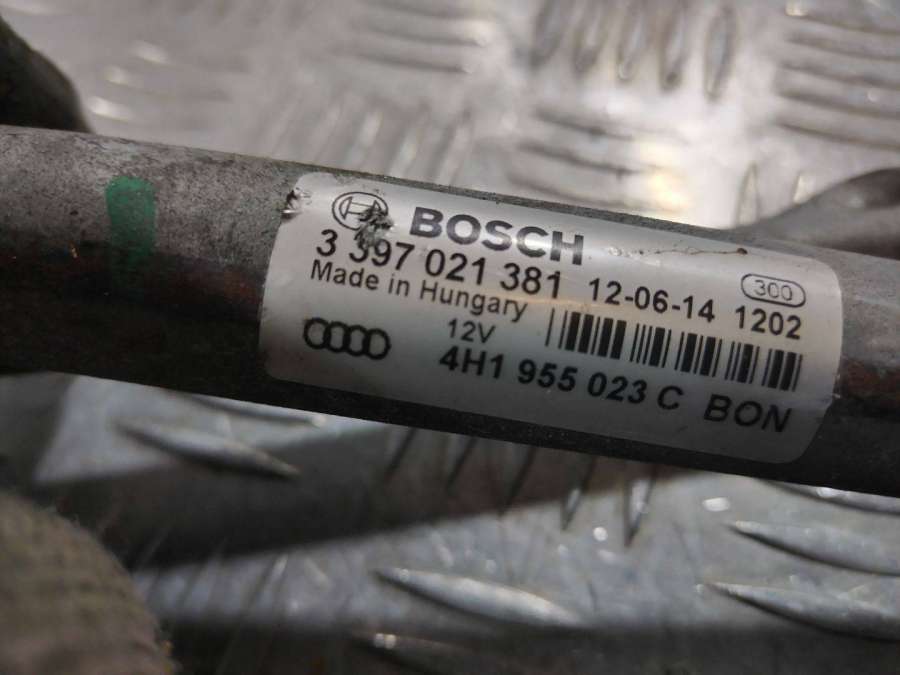 BOSCH
3 397 021 381 12-06-14 1202
300
Made in Hungary
12V
4H1 955 023 C BON